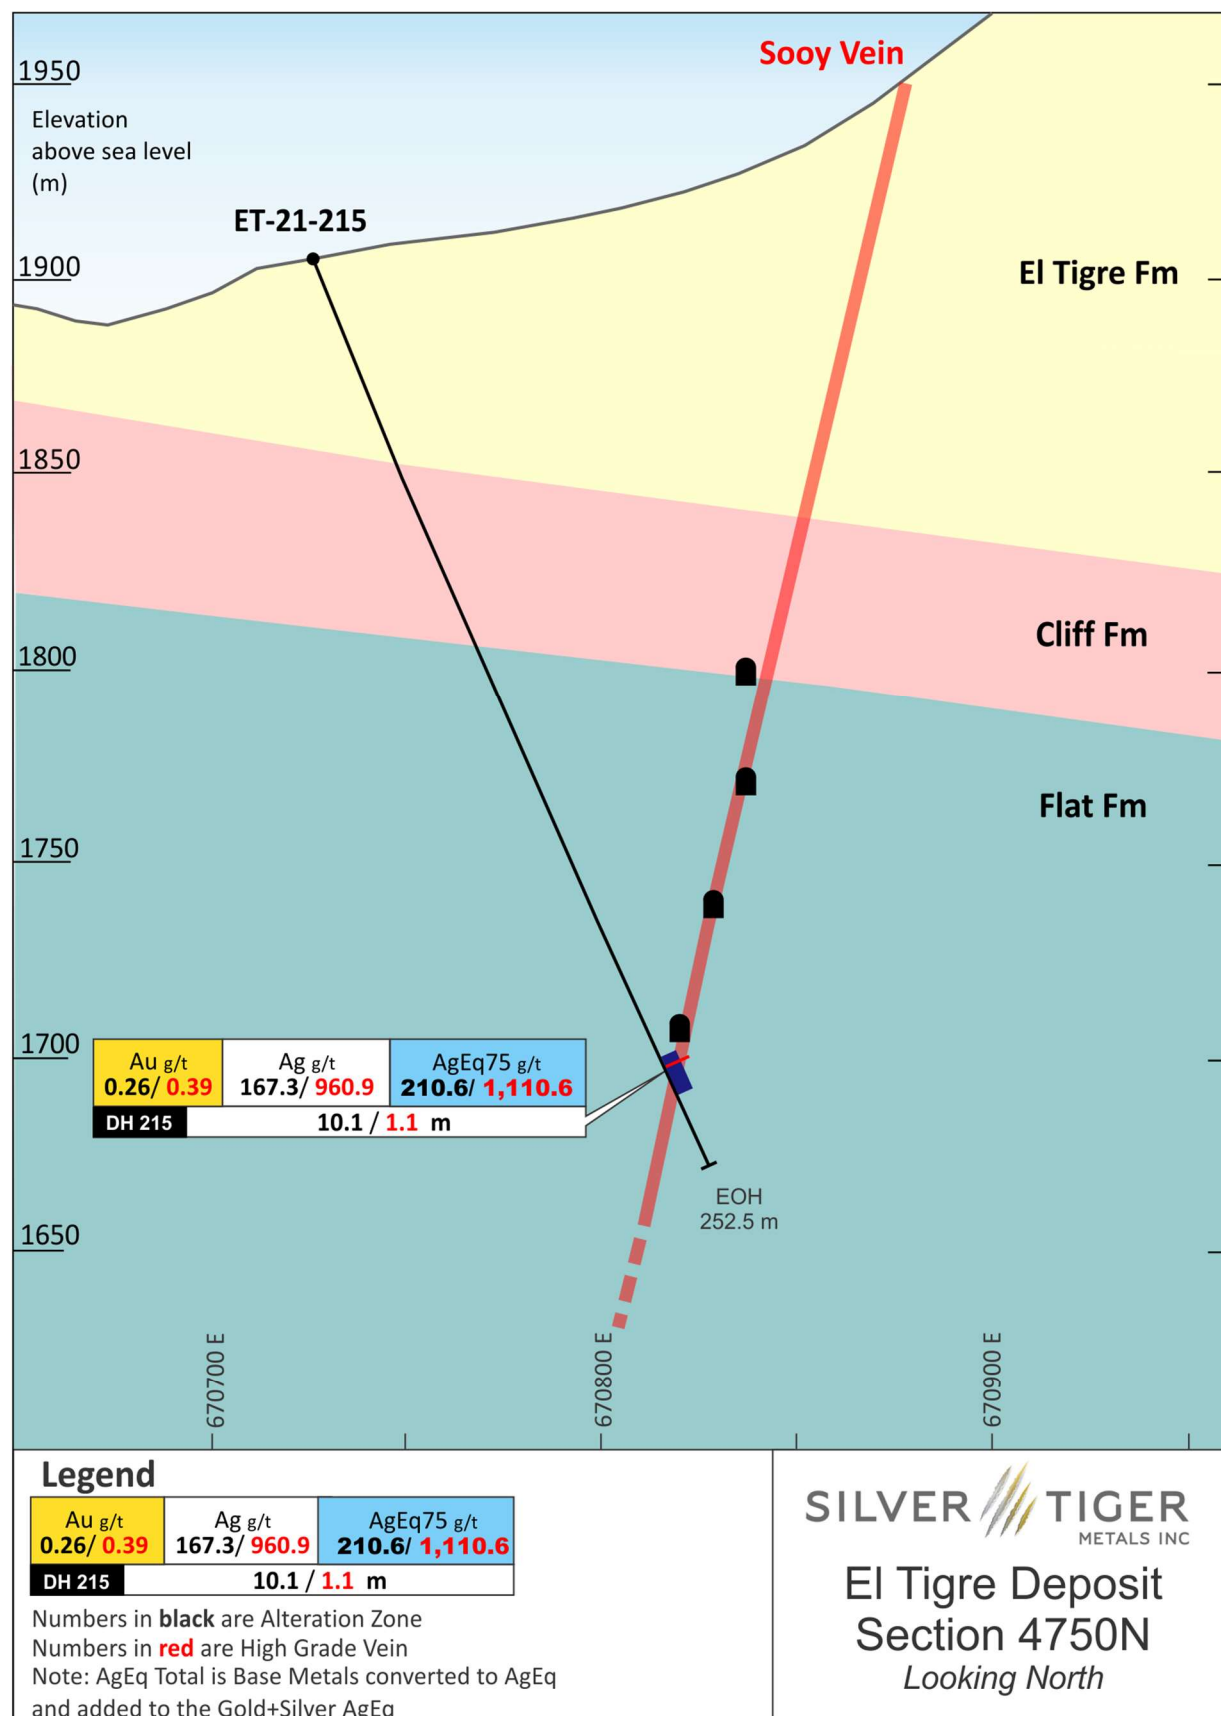 Sooy Vein
1950
Elevation
above sea level
(m)
ET-21-215
1900
El Tigre Fm
1850
Cliff Fm
1800
Flat Fm
1750
1700
Au g/t
0.26/ 0.39
Ag g/t
167.3/ 960.9
AgEq75 g/t
210.6/ 1,110.6
DH 215
10.1 / 1.1 m
EOH
252.5 m
1650
670700 E
670800 E
670900 E
Legend
Au g/t
0.26/ 0.39
Ag g/t
167.3/ 960.9
AgEq75 g/t
210.6/ 1,110.6
DH 215
10.1 / 1.1 m
Numbers in black are Alteration Zone
Numbers in red are High Grade Vein
Note: AgEq Total is Base Metals converted to AgEq
and added to the Gold+Silver AgEq
SILVER TIGER
METALS INC
El Tigre Deposit
Section 4750N
Looking North